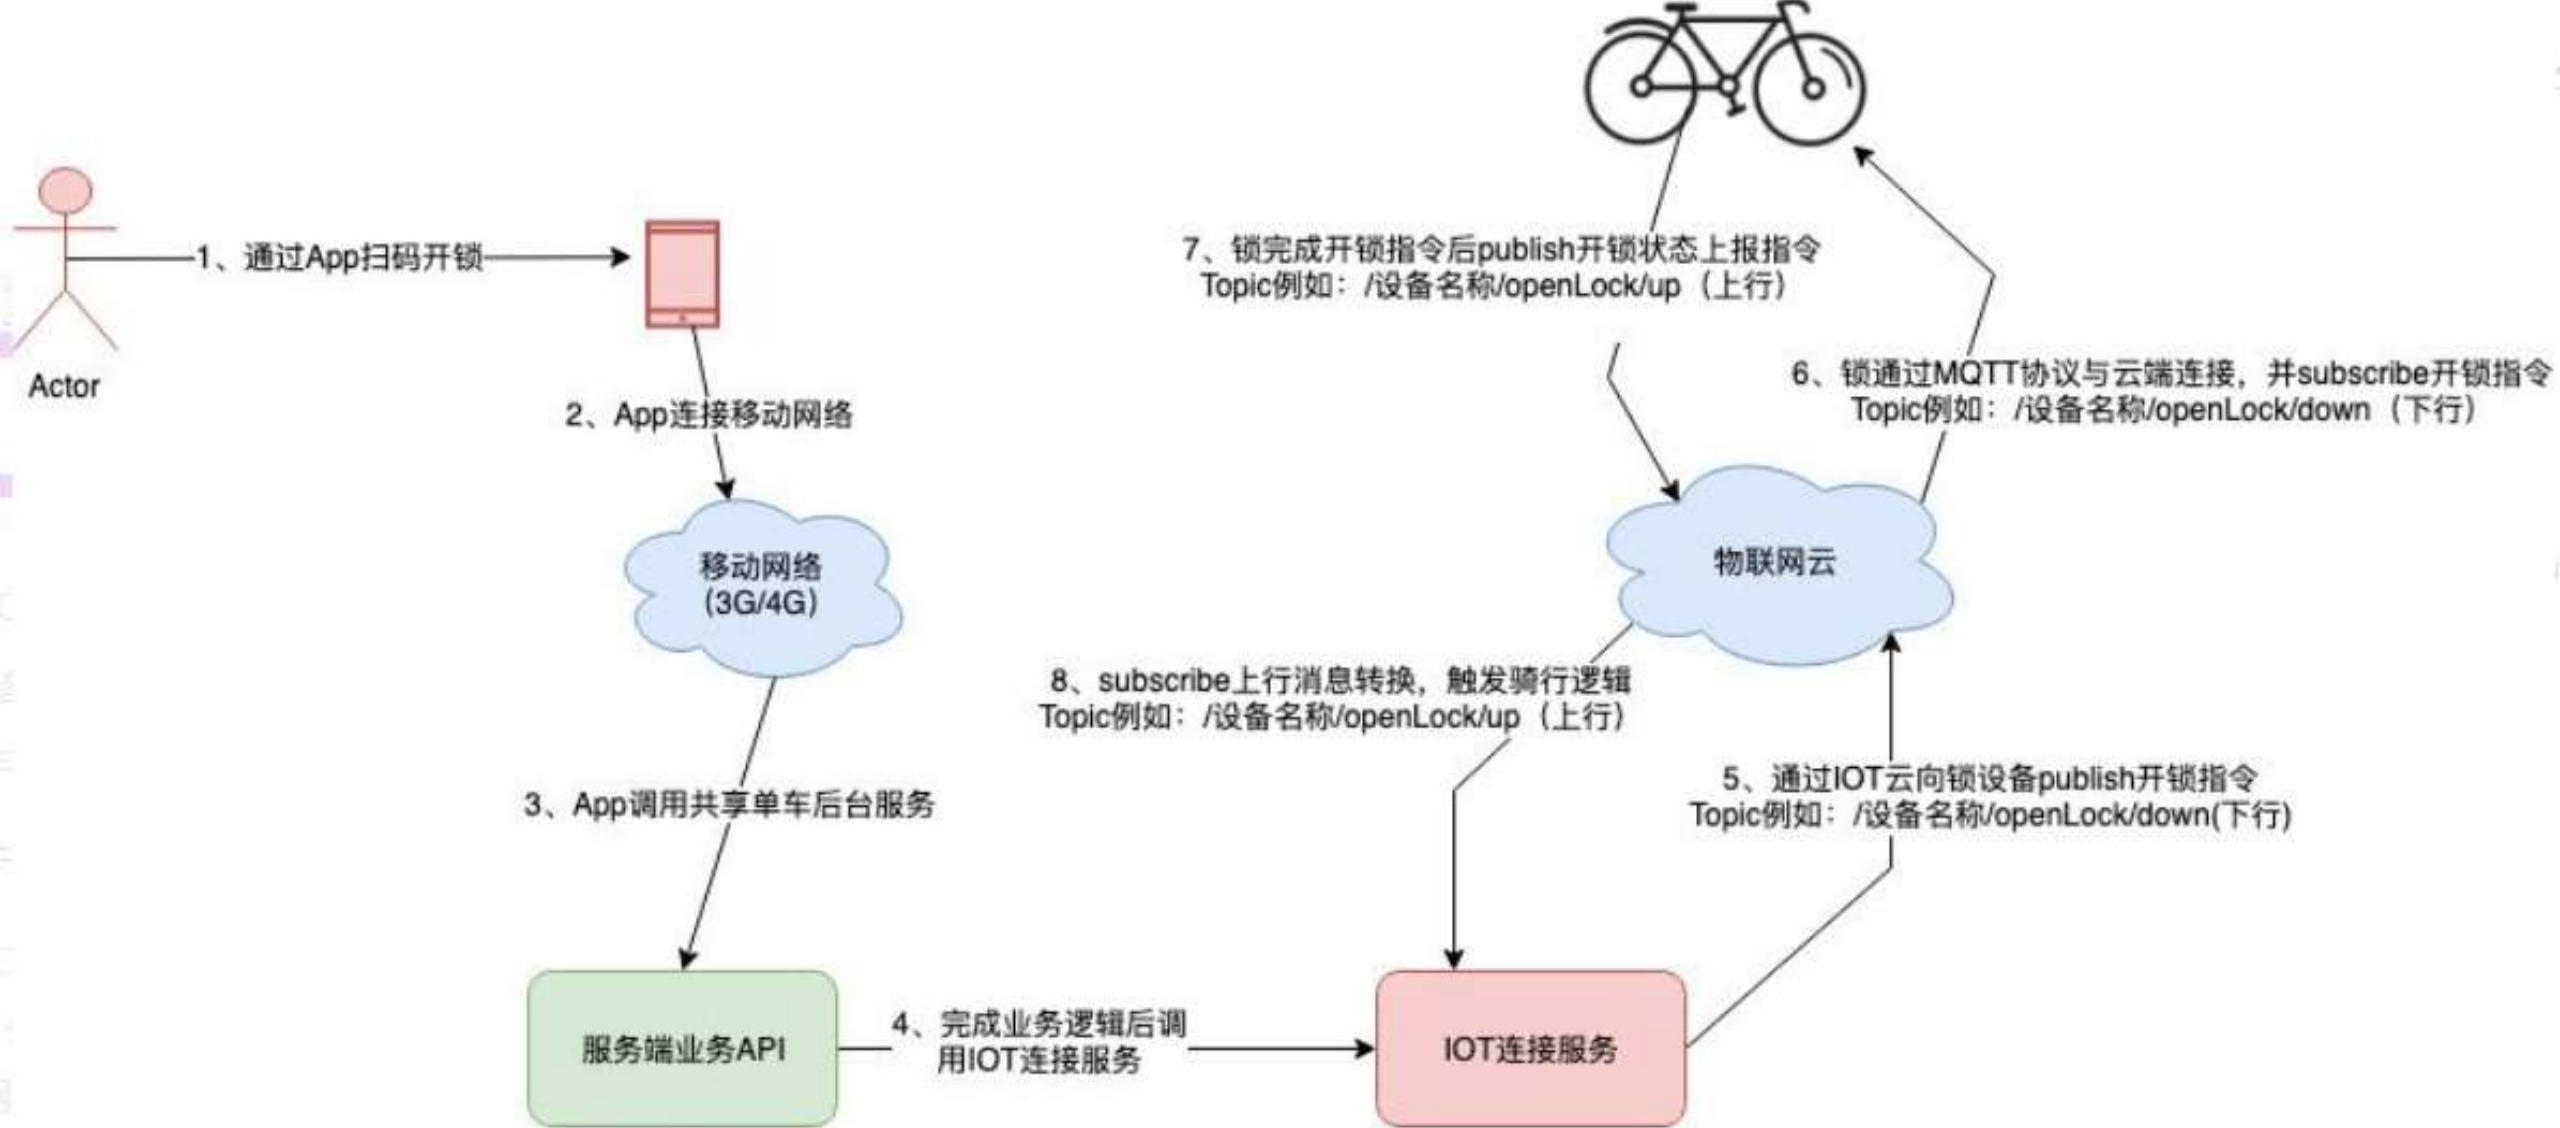 1、通过App扫码开锁
Actor
2、App连接移动网络
移动网络
(3G/4G)
3、App调用共享单车后台服务
服务端业务API
4、完成业务逻辑后调
用IOT连接服务
IOT连接服务
5、通过IOT云向锁设备publish开锁指令
Topic例如：/设备名称/openLock/down(下行)
物联网云
6、锁通过MQTT协议与云端连接，并subscribe开锁指令
Topic例如：/设备名称/openLock/down（下行）
7、锁完成开锁指令后publish开锁状态上报指令
Topic例如：/设备名称/openLock/up（上行）
8、subscribe上行消息转换，触发骑行逻辑
Topic例如：/设备名称/openLock/up（上行）